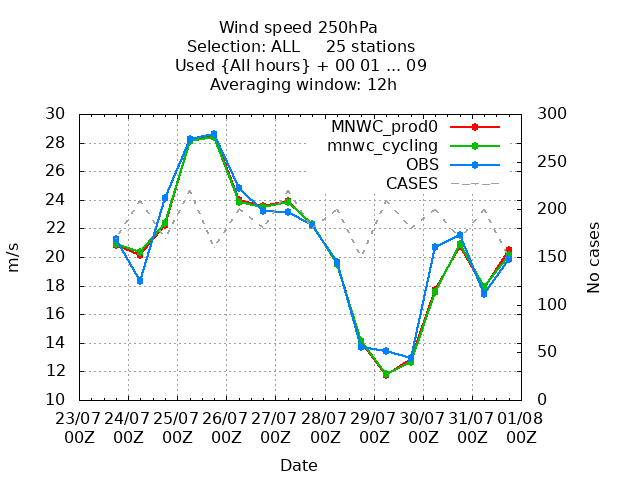 Wind speed 250hPa
Selection: ALL     25 stations
Used {All hours} + 00 01 ... 09
Averaging window: 12h
MNWC_prod0
mnwc_cycling
OBS
CASES
30
28
26
24
22
20
18
16
14
12
10
m/s
300
250
200
150
100
50
0
No cases
23/07 24/07 25/07 26/07 27/07 28/07 29/07 30/07 31/07 01/08
00Z 00Z 00Z 00Z 00Z 00Z 00Z 00Z 00Z 00Z
Date